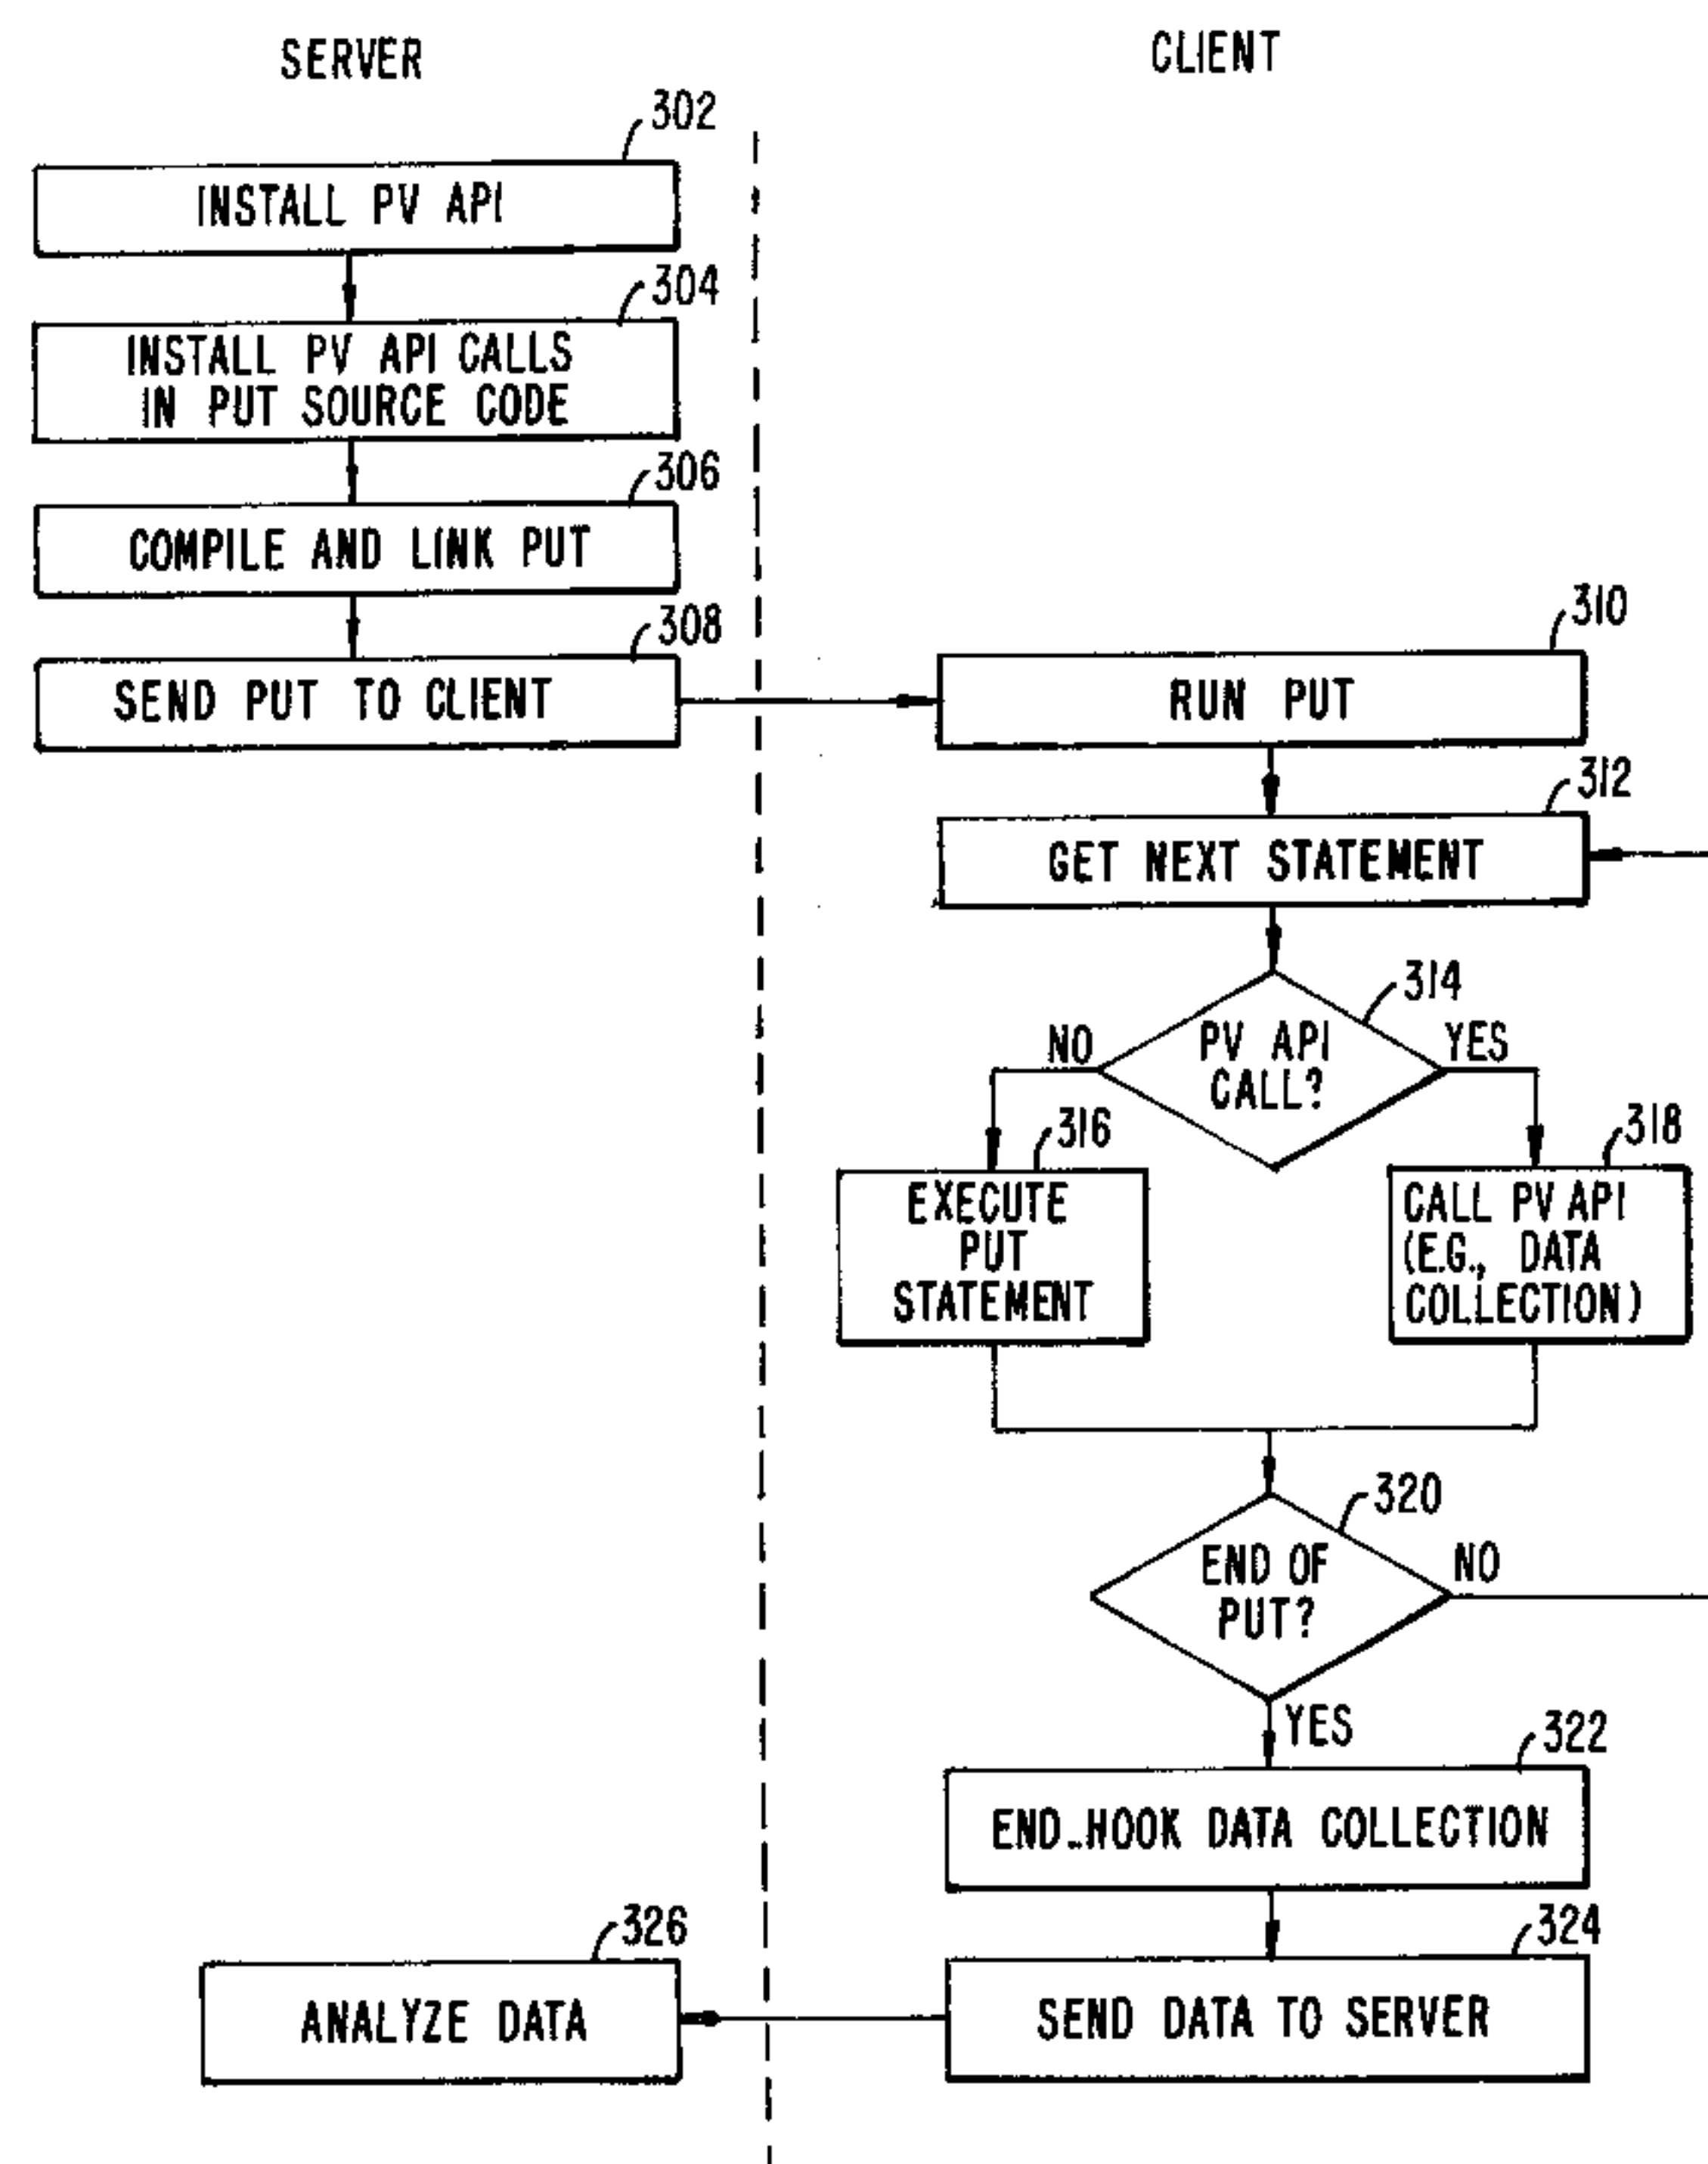 SERVER
CLIENT
302
INSTALL PV API
304
INSTALL PV API CALLS
IN PUT SOURCE CODE
306
COMPILE AND LINK PUT
308
SEND PUT TO CLIENT
310
RUN PUT
312
GET NEXT STATEMENT
314
NO
PV API
CALL?
YES
316
EXECUTE
PUT
STATEMENT
318
CALL PV API
(E.G., DATA
COLLECTION)
320
END OF
PUT?
NO
YES
322
END_HOOK DATA COLLECTION
324
SEND DATA TO SERVER
326
ANALYZE DATA